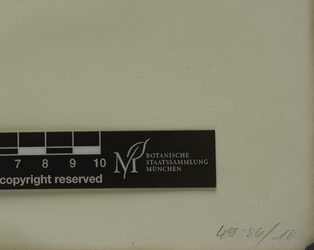 7 8 9 10
copyright reserved
M BOTANISCHE
STAATSSAMMLUNG
MÜNCHEN